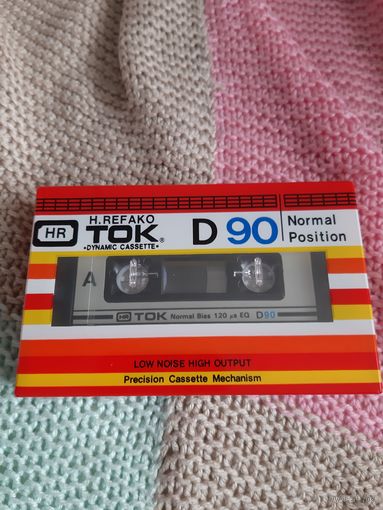 H.REFAKO
HR TOK®
•DYNAMIC CASSETTE•
D 90
Normal
Position
A
HR TOK Normal Bias 120 µs EQ D90
LOW NOISE HIGH OUTPUT
Precision Cassette Mechanism